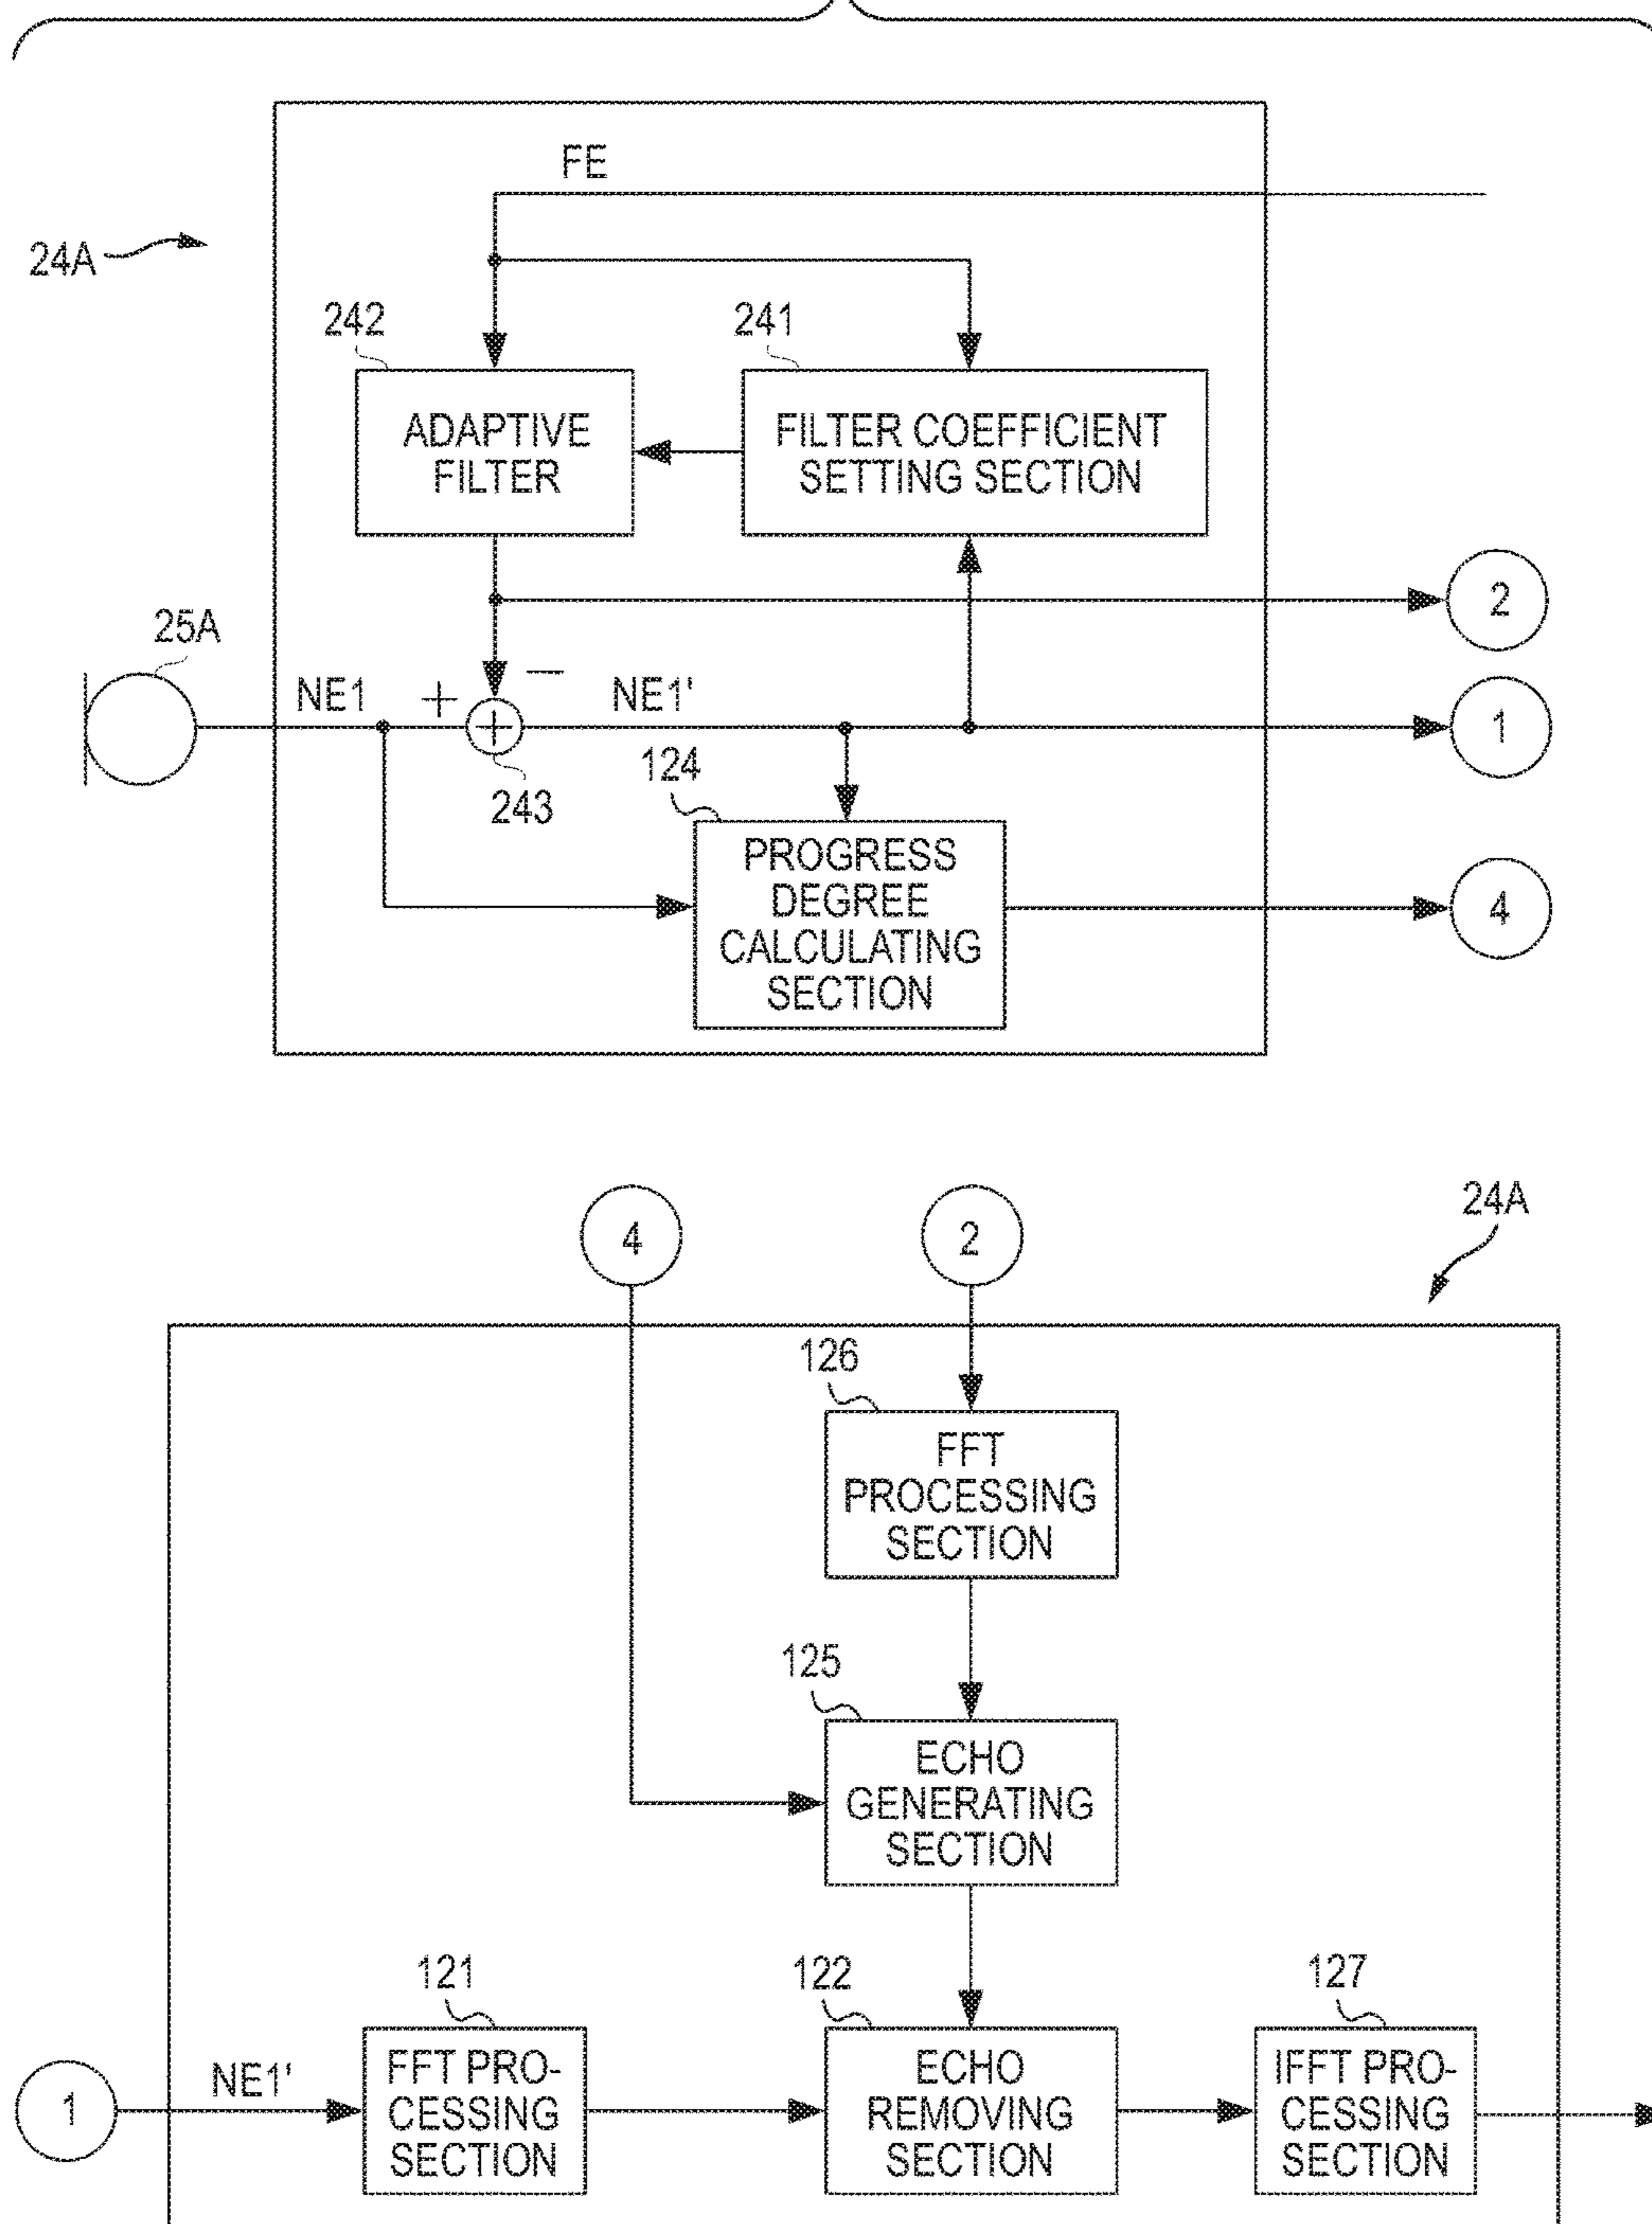 FE
24A
242
241
ADAPTIVE
FILTER
FILTER COEFFICIENT
SETTING SECTION
2
25A
NE1
+
−
NE1'
1
+
243
124
PROGRESS
DEGREE
CALCULATING
SECTION
4
4
2
24A
126
FFT
PROCESSING
SECTION
125
ECHO
GENERATING
SECTION
121
122
127
1
NE1'
FFT PRO-
CESSING
SECTION
ECHO
REMOVING
SECTION
IFFT PRO-
CESSING
SECTION